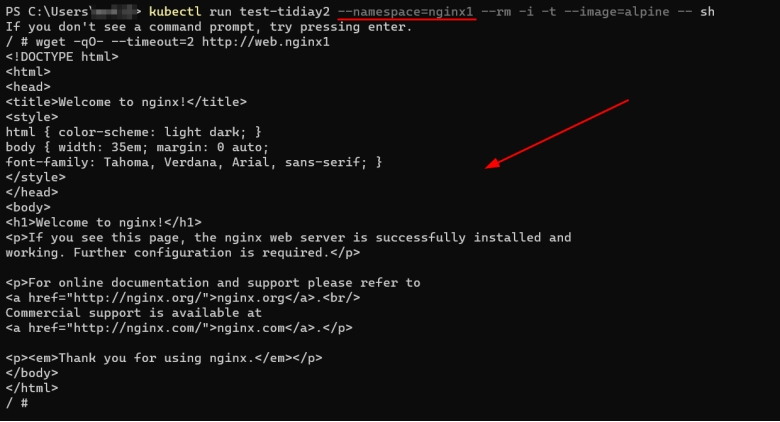 PS C:\Users\> kubectl run test-tidiay2 --namespace=nginx1 --rm -i -t --image=alpine -- sh
If you don't see a command prompt, try pressing enter.
/ # wget -qO- --timeout=2 http://web.nginx1
<!DOCTYPE html>
<html>
<head>
<title>Welcome to nginx!</title>
<style>
html { color-scheme: light dark; }
body { width: 35em; margin: 0 auto;
font-family: Tahoma, Verdana, Arial, sans-serif; }
</style>
</head>
<body>
<h1>Welcome to nginx!</h1>
<p>If you see this page, the nginx web server is successfully installed and
working. Further configuration is required.</p>

<p>For online documentation and support please refer to
<a href="http://nginx.org/">nginx.org</a>.<br/>
Commercial support is available at
<a href="http://nginx.com/">nginx.com</a>.</p>

<p><em>Thank you for using nginx.</em></p>
</body>
</html>
/ #